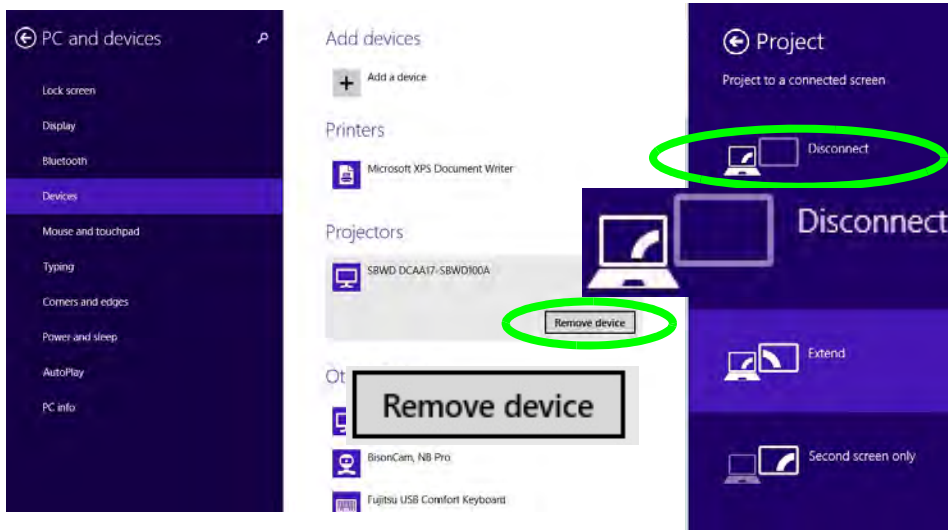 PC and devices
Lock screen
Display
Bluetooth
Devices
Mouse and touchpad
Typing
Corners and edges
Power and sleep
AutoPlay
PC info
Add devices
Add a device
Printers
Microsoft XPS Document Writer
Projectors
SBWD DCAA17-SBWD100A
Remove device
Ot
Remove device
BisonCam, NB Pro
Fujitsu USB Comfort Keyboard
Project
Project to a connected screen
Disconnect
Disconnect
Extend
Second screen only